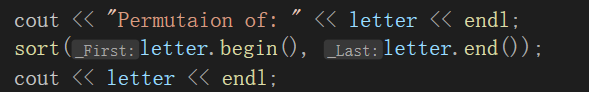 cout << "Permutaion of: " << letter << endl;
sort(_First:letter.begin(), _Last:letter.end());
cout << letter << endl;